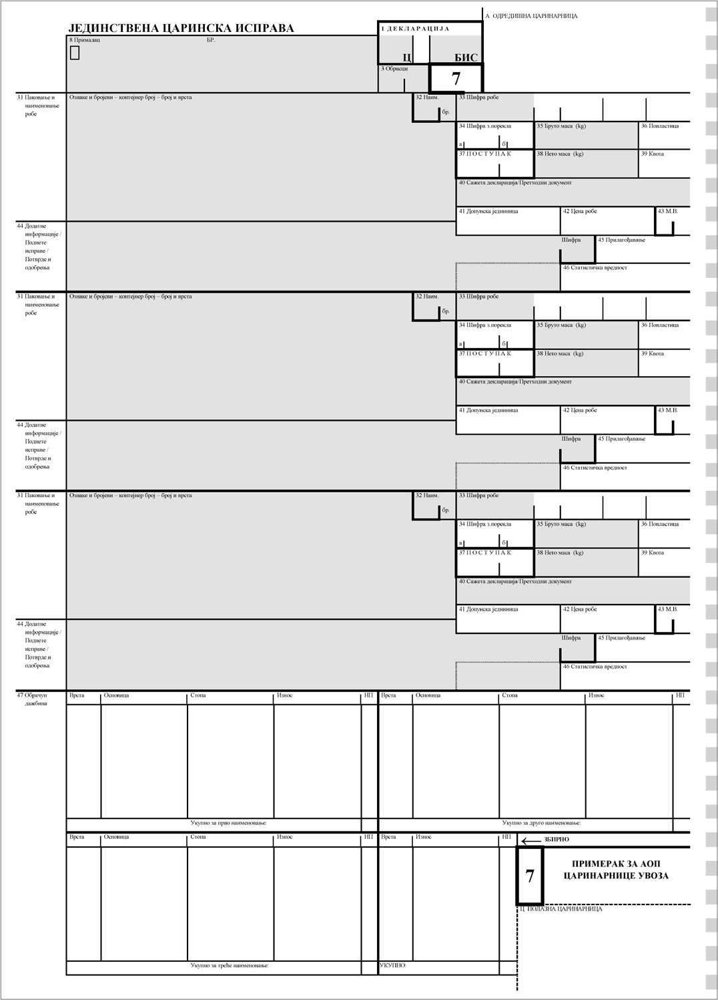 А ОДРЕДИШНА ЦАРИНАРНИЦА
ЈЕДИНСТВЕНА ЦАРИНСКА ИСПРАВА
1 Д Е К Л А Р А Ц И Ј А
8 Прималац БР.
Ц БИС
3 Обрасци
7
31 Паковање и
наименовање
робе
Ознаке и бројеви – контејнер број – број и врста
32 Наим.
бр.
33 Шифра робе
34 Шифра з.порекла
а б
35 Бруто маса (kg)
36 Повластица
37 П О С Т У П А К
38 Нето маса (kg)
39 Квота
40 Сажета декларација/Претходни документ
41 Допунска једниница
42 Цена робе
43 М.В.
44 Додатне
информације /
Поднете
исправе /
Потврде и
одобрења
Шифра
45 Прилагођавање
46 Статистичка вредност
31 Паковање и
наименовање
робе
Ознаке и бројеви – контејнер број – број и врста
32 Наим.
бр.
33 Шифра робе
34 Шифра з.порекла
а б
35 Бруто маса (kg)
36 Повластица
37 П О С Т У П А К
38 Нето маса (kg)
39 Квота
40 Сажета декларација/Претходни документ
41 Допунска једниница
42 Цена робе
43 М.В.
44 Додатне
информације /
Поднете
исправе /
Потврде и
одобрења
Шифра
45 Прилагођавање
46 Статистичка вредност
31 Паковање и
наименовање
робе
Ознаке и бројеви – контејнер број – број и врста
32 Наим.
бр.
33 Шифра робе
34 Шифра з.порекла
а б
35 Бруто маса (kg)
36 Повластица
37 П О С Т У П А К
38 Нето маса (kg)
39 Квота
40 Сажета декларација/Претходни документ
41 Допунска једниница
42 Цена робе
43 М.В.
44 Додатне
информације /
Поднете
исправе /
Потврде и
одобрења
Шифра
45 Прилагођавање
46 Статистичка вредност
47 Обрачун
дажбина
Врста Основица Стопа Износ НП Врста Основица Стопа Износ НП
Укупно за прво наименовање: Укупно за друго наименовање:
Врста Основица Стопа Износ НП Врста Износ НП
← ЗБИРНО
7
ПРИМЕРАК ЗА АОП
ЦАРИНАРНИЦЕ УВОЗА
Ц ПОЛАЗНА ЦАРИНАРНИЦА
Укупно за треће наименовање: УКУПНО: